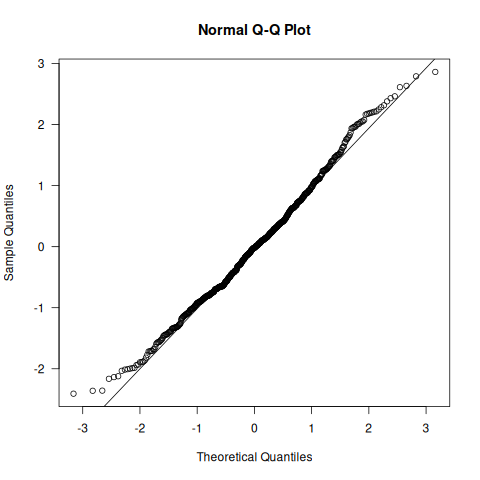 Normal Q-Q Plot
Sample Quantiles
3
2
1
0
-1
-2
-3 -2 -1 0 1 2 3
Theoretical Quantiles